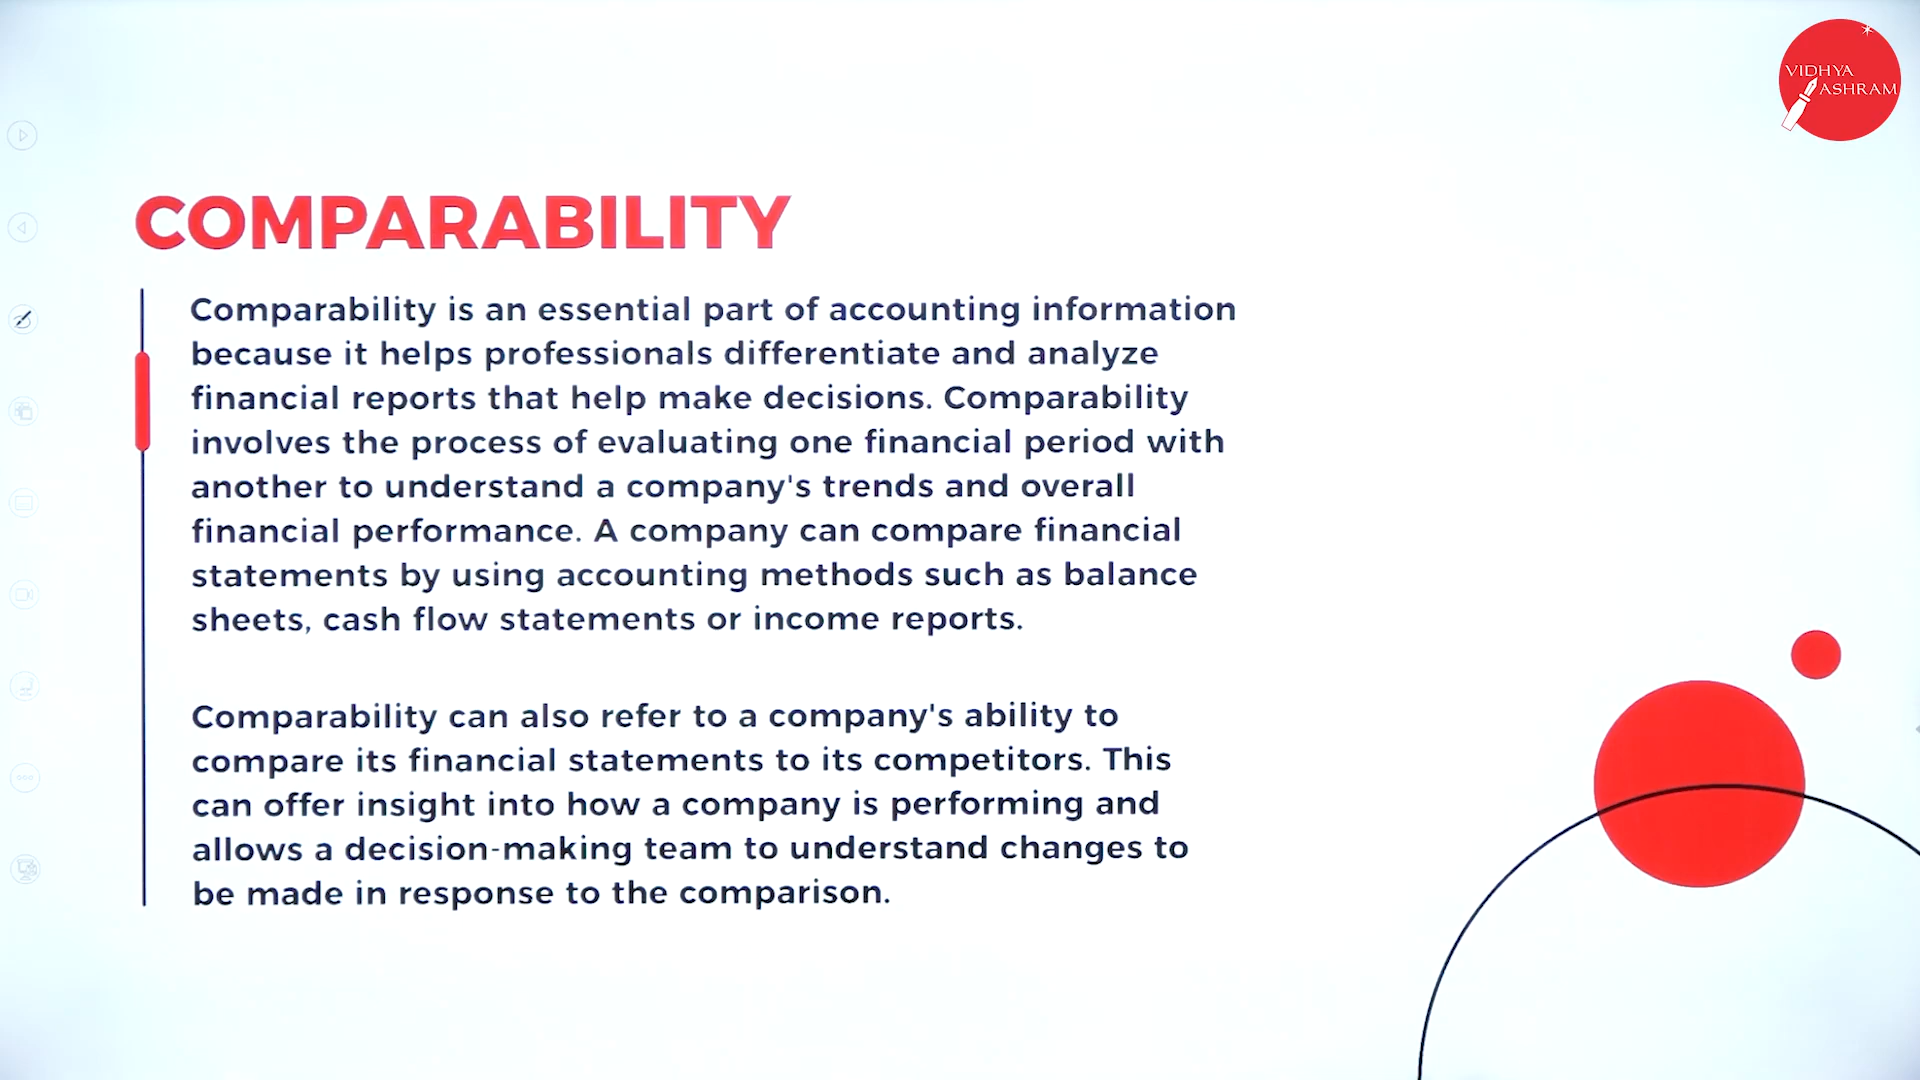 VIDHYA
ASHRAM
COMPARABILITY
Comparability is an essential part of accounting information
because it helps professionals differentiate and analyze
financial reports that help make decisions. Comparability
involves the process of evaluating one financial period with
another to understand a company's trends and overall
financial performance. A company can compare financial
statements by using accounting methods such as balance
sheets, cash flow statements or income reports.
Comparability can also refer to a company's ability to
compare its financial statements to its competitors. This
can offer insight into how a company is performing and
allows a decision-making team to understand changes to
be made in response to the comparison.